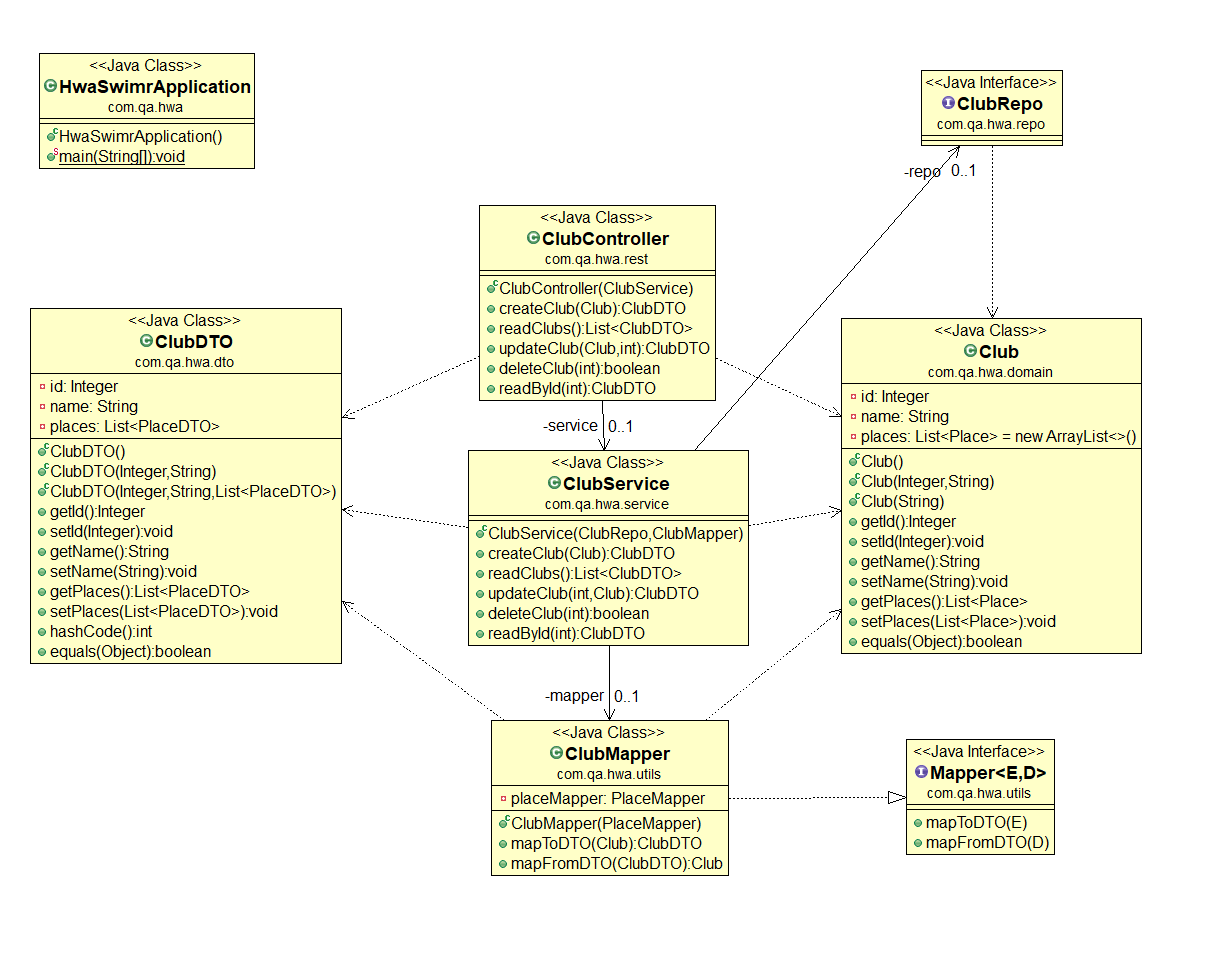 <<Java Class>>
HwaSwimrApplication
com.qa.hwa
HwaSwimrApplication()
main(String[]):void
<<Java Interface>>
ClubRepo
com.qa.hwa.repo
-repo 0..1
<<Java Class>>
ClubController
com.qa.hwa.rest
ClubController(ClubService)
createClub(Club):ClubDTO
readClubs():List<ClubDTO>
updateClub(Club,int):ClubDTO
deleteClub(int):boolean
readById(int):ClubDTO
<<Java Class>>
ClubDTO
com.qa.hwa.dto
id: Integer
name: String
places: List<PlaceDTO>
ClubDTO()
ClubDTO(Integer,String)
ClubDTO(Integer,String,List<PlaceDTO>)
getId():Integer
setId(Integer):void
getName():String
setName(String):void
getPlaces():List<PlaceDTO>
setPlaces(List<PlaceDTO>):void
hashCode():int
equals(Object):boolean
<<Java Class>>
Club
com.qa.hwa.domain
id: Integer
name: String
places: List<Place> = new ArrayList<>()
Club()
Club(Integer,String)
Club(String)
getId():Integer
setId(Integer):void
getName():String
setName(String):void
getPlaces():List<Place>
setPlaces(List<Place>):void
equals(Object):boolean
-service 0..1
<<Java Class>>
ClubService
com.qa.hwa.service
ClubService(ClubRepo,ClubMapper)
createClub(Club):ClubDTO
readClubs():List<ClubDTO>
updateClub(int,Club):ClubDTO
deleteClub(int):boolean
readById(int):ClubDTO
-mapper 0..1
<<Java Class>>
ClubMapper
com.qa.hwa.utils
placeMapper: PlaceMapper
ClubMapper(PlaceMapper)
mapToDTO(Club):ClubDTO
mapFromDTO(ClubDTO):Club
<<Java Interface>>
Mapper<E,D>
com.qa.hwa.utils
mapToDTO(E)
mapFromDTO(D)